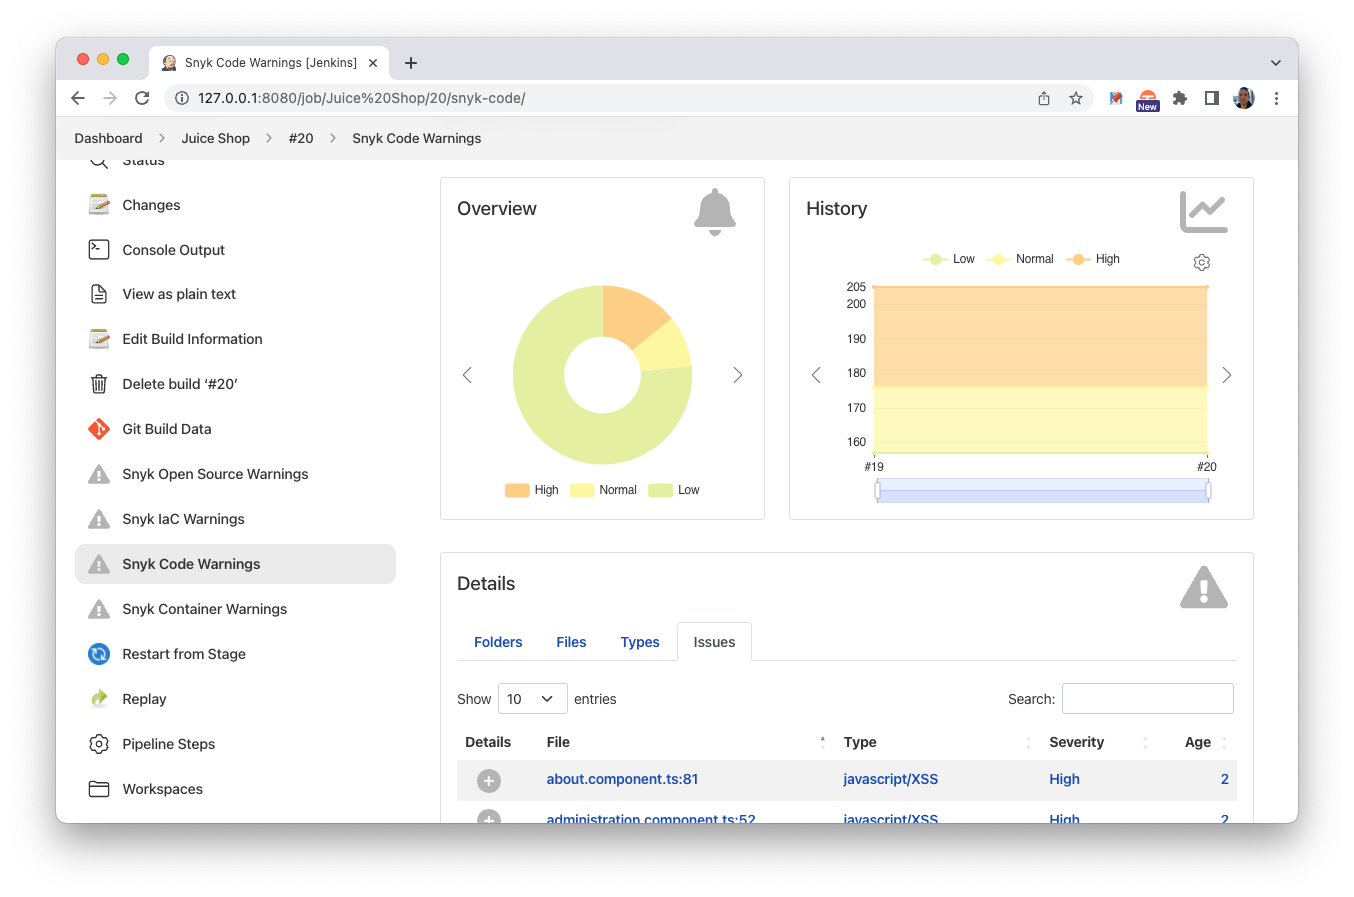 Snyk Code Warnings [Jenkins]
127.0.0.1:8080/job/Juice%20Shop/20/snyk-code/
New
Dashboard Juice Shop #20 Snyk Code Warnings
Status
Changes
Console Output
View as plain text
Edit Build Information
Delete build ‘#20’
Git Build Data
Snyk Open Source Warnings
Snyk IaC Warnings
Snyk Code Warnings
Snyk Container Warnings
Restart from Stage
Replay
Pipeline Steps
Workspaces
Overview
High Normal Low
History
Low Normal High
205
200
190
180
170
160
#19 #20
Details
Folders Files Types Issues
Show 10 entries Search:
Details File Type Severity Age
about.component.ts:81 javascript/XSS High 2
administration.component.ts:52 javascript/XSS High 2